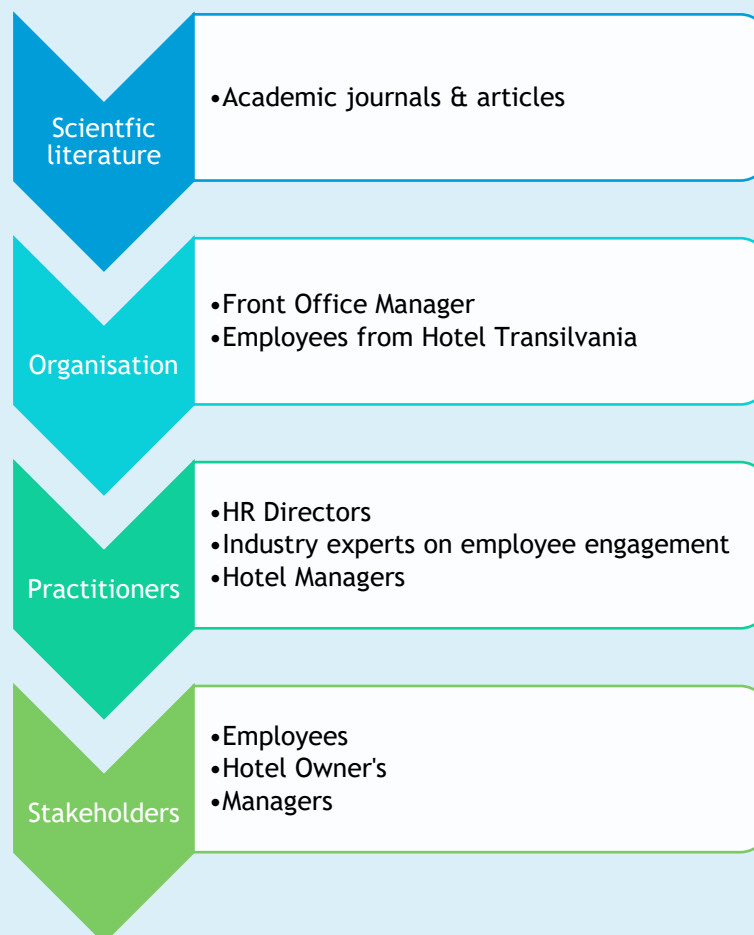 Scientfic
literature
•Academic journals & articles
Organisation
•Front Office Manager
•Employees from Hotel Transilvania
Practitioners
•HR Directors
•Industry experts on employee engagement
•Hotel Managers
Stakeholders
•Employees
•Hotel Owner's
•Managers